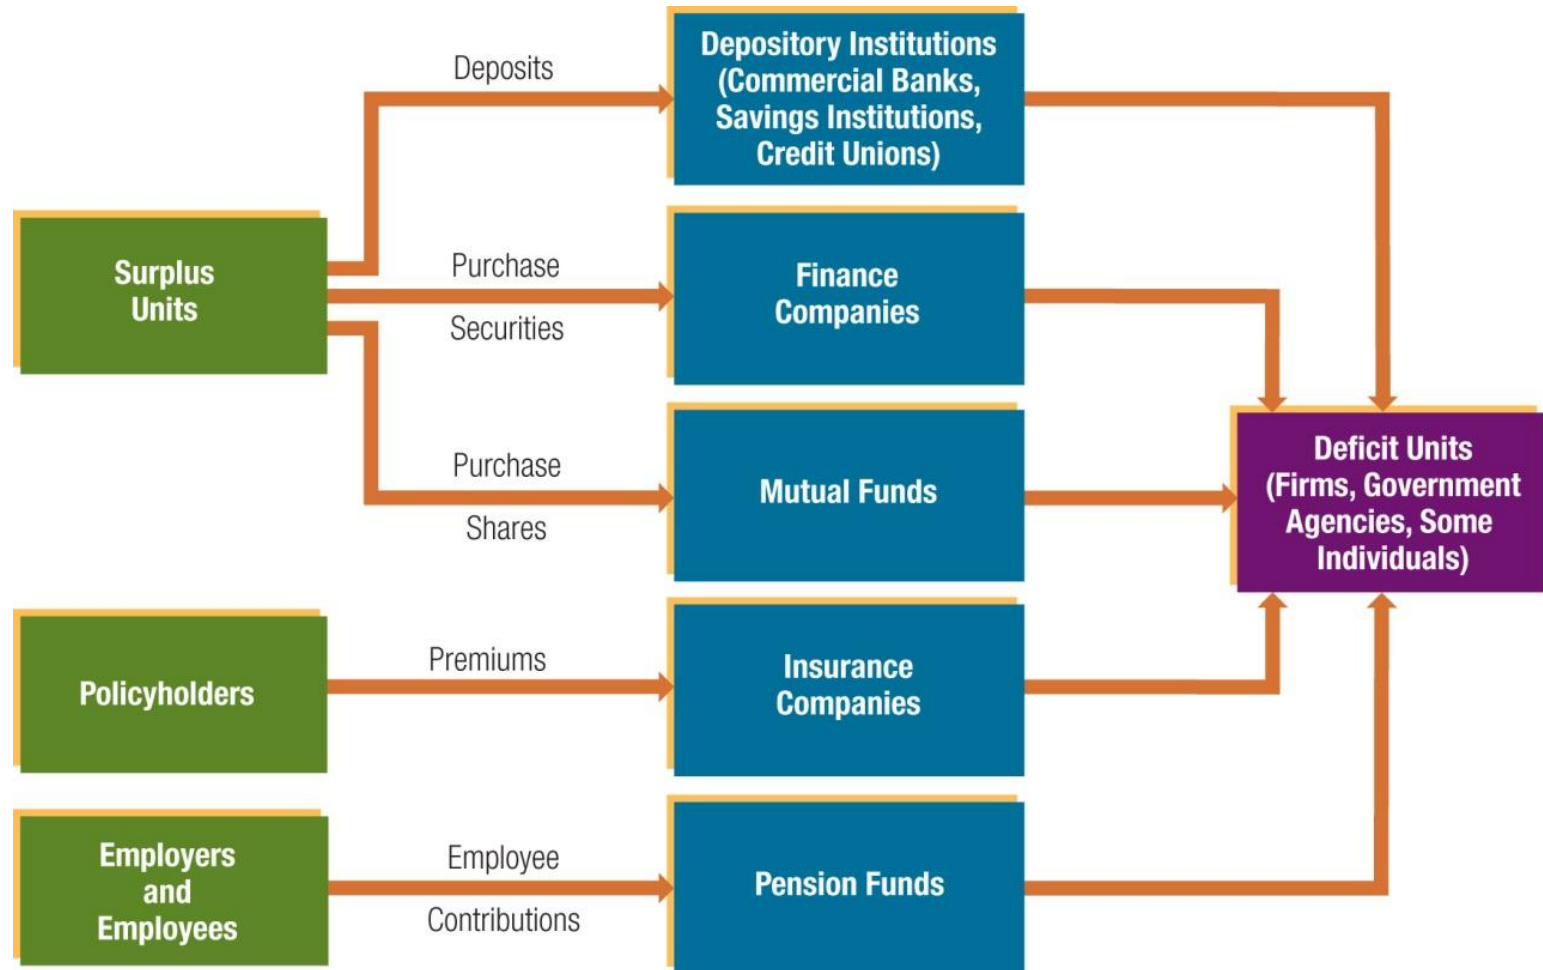 Deposits
Depository Institutions
(Commercial Banks,
Savings Institutions,
Credit Unions)
Surplus
Units
Purchase
Securities
Finance
Companies
Purchase
Shares
Mutual Funds
Deficit Units
(Firms, Government
Agencies, Some
Individuals)
Policyholders
Premiums
Insurance
Companies
Employers
and
Employees
Employee
Contributions
Pension Funds